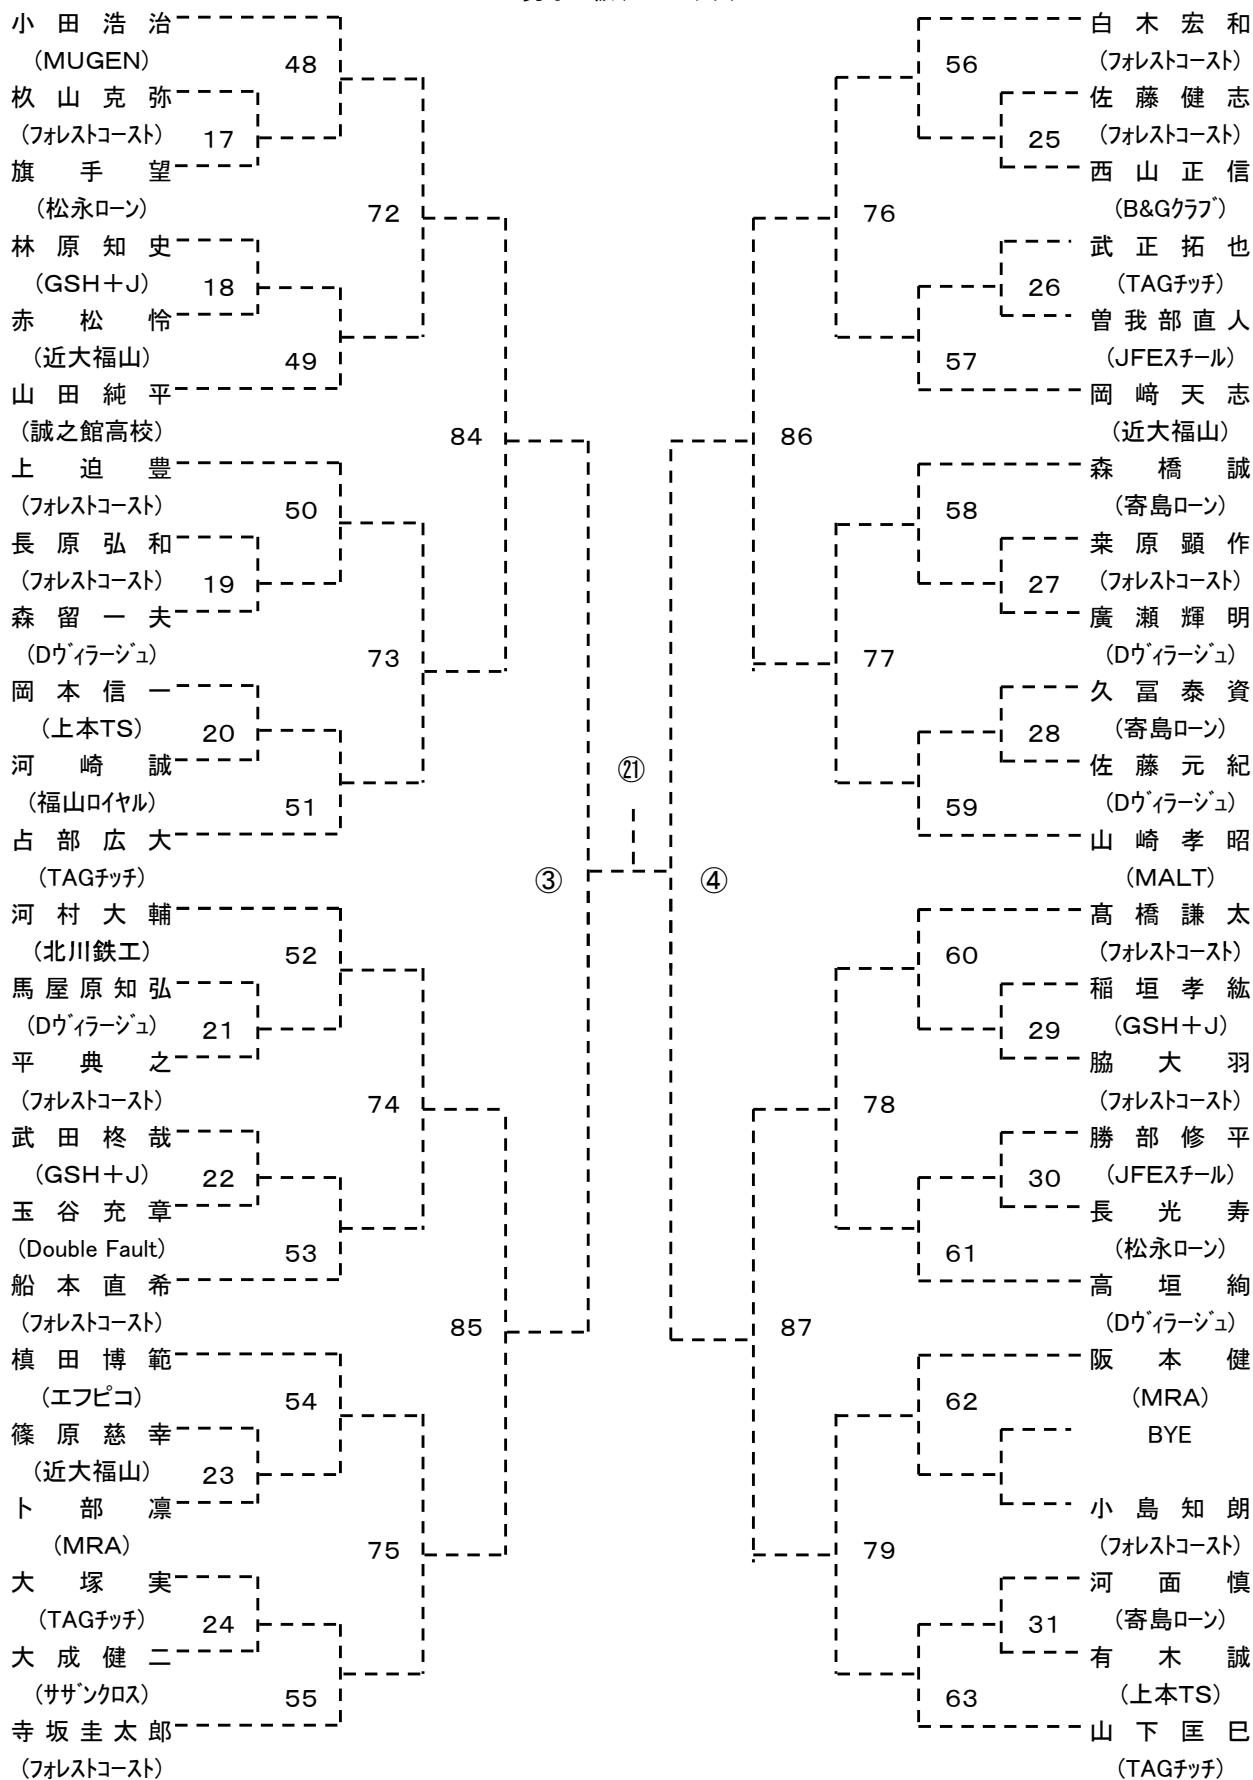 小田浩治
(MUGEN)
48
杦山克弥
(フォレストコースト)
17
旗手望
(松永ローン)
72
林原知史
(GSH+J)
18
赤松怜
(近大福山)
49
山田純平
(誠之館高校)
84
上迫豊
(フォレストコースト)
50
長原弘和
(フォレストコースト)
19
森留一夫
(Dヴィラージュ)
73
岡本信一
(上本TS)
20
河崎誠
(福山ロイヤル)
51
占部広大
(TAGチッチ)
③
河村大輔
(北川鉄工)
52
馬屋原知弘
(Dヴィラージュ)
21
平典之
(フォレストコースト)
74
武田柊哉
(GSH+J)
22
玉谷充章
(Double Fault)
53
船本直希
(フォレストコースト)
85
槙田博範
(エフピコ)
54
篠原慈幸
(近大福山)
23
卜部凛
(MRA)
75
大塚実
(TAGチッチ)
24
大成健二
(サザンクロス)
55
寺坂圭太郎
(フォレストコースト)
㉑
白木宏和
(フォレストコースト)
56
佐藤健志
(フォレストコースト)
25
西山正信
(B&Gクラブ)
76
武正拓也
(TAGチッチ)
26
曽我部直人
(JFEスチール)
57
岡﨑天志
(近大福山)
86
森橋誠
(寄島ローン)
58
桒原顕作
(フォレストコースト)
27
廣瀬輝明
(Dヴィラージュ)
77
久冨泰資
(寄島ローン)
28
佐藤元紀
(Dヴィラージュ)
59
山崎孝昭
(MALT)
④
髙橋謙太
(フォレストコースト)
60
稲垣孝紘
(GSH+J)
29
脇大羽
(フォレストコースト)
78
勝部修平
(JFEスチール)
30
長光寿
(松永ローン)
61
高垣絢
(Dヴィラージュ)
87
阪本健
(MRA)
62
BYE
小島知朗
(フォレストコースト)
79
河面慎
(寄島ローン)
31
有木誠
(上本TS)
63
山下匡巳
(TAGチッチ)